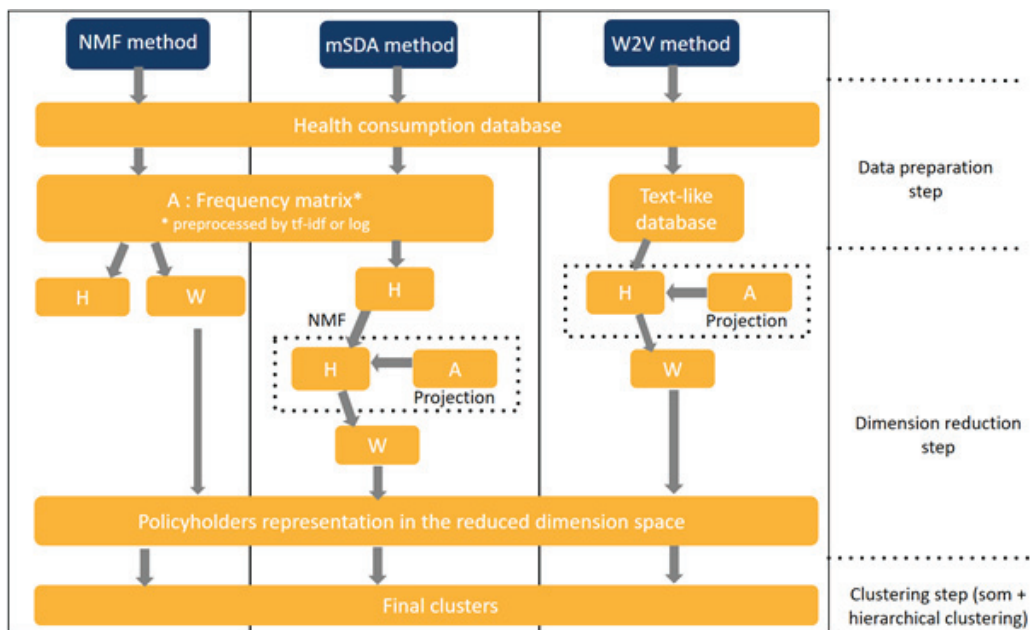 NMF method
mSDA method
W2V method
Health consumption database
Data preparation
step
A : Frequency matrix*
* preprocessed by tf-idf or log
Text-like
database
H
W
H
H
A
Projection
NMF
H
A
Projection
W
W
Dimension reduction
step
Policyholders representation in the reduced dimension space
Final clusters
Clustering step (som +
hierarchical clustering)